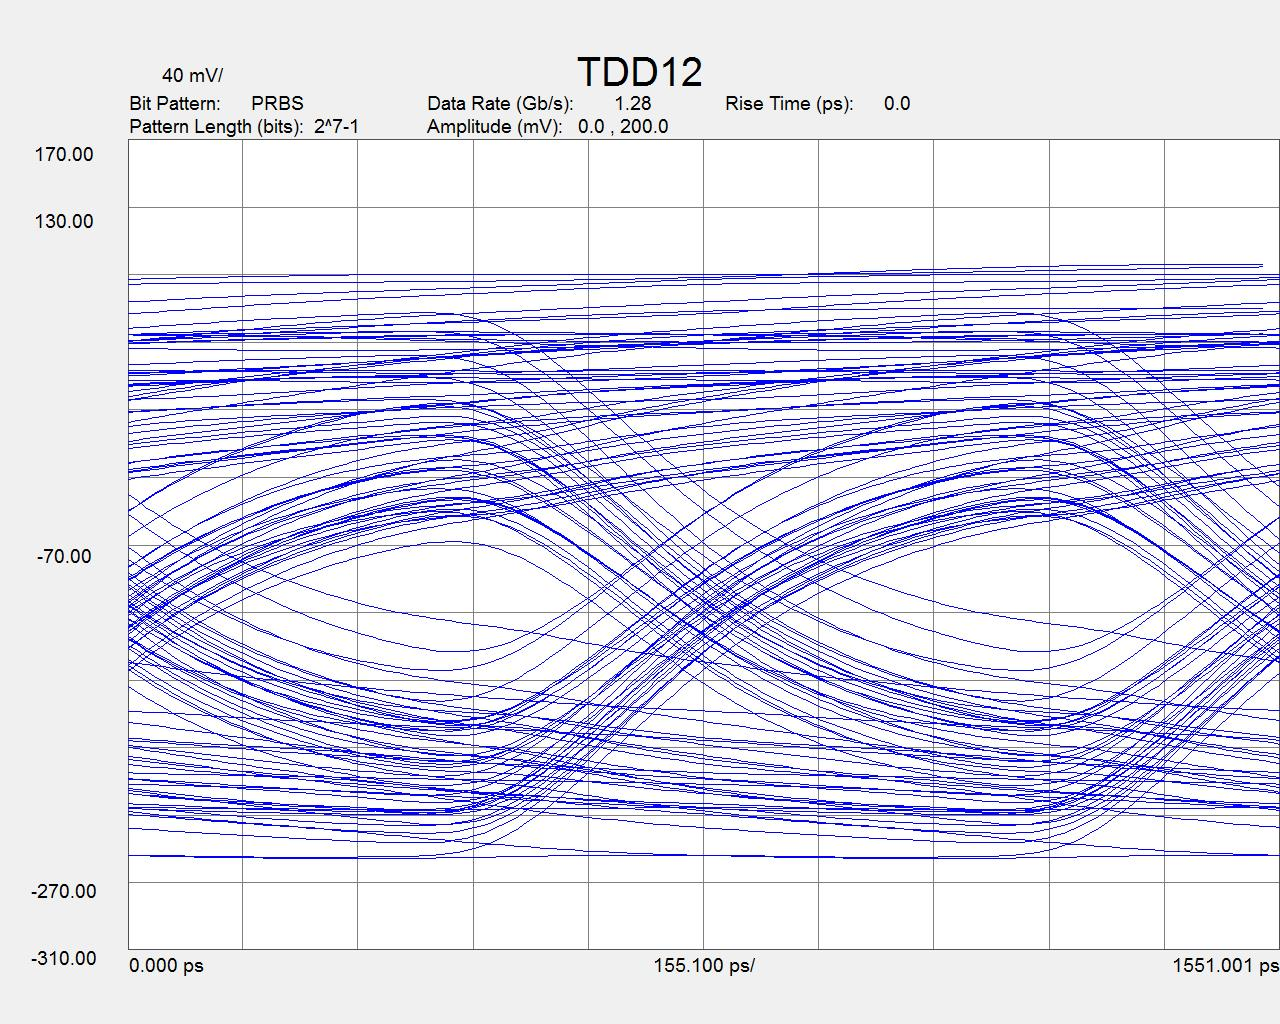 TDD12
40 mV/
Bit Pattern: PRBS Data Rate (Gb/s): 1.28 Rise Time (ps): 0.0
Pattern Length (bits): 2^7-1 Amplitude (mV): 0.0 , 200.0
170.00
130.00
-70.00
-270.00
-310.00
0.000 ps 155.100 ps/ 1551.001 ps